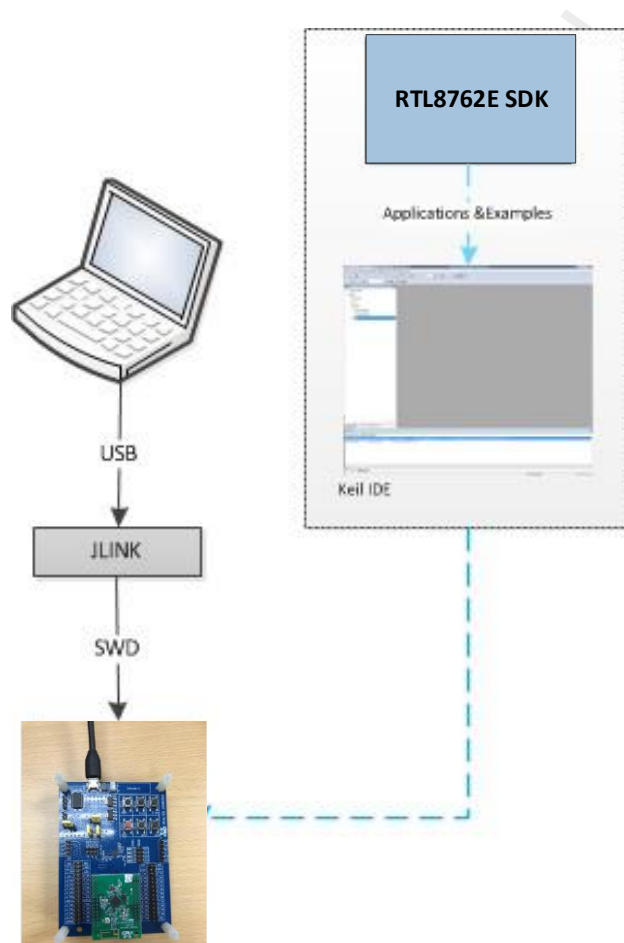 RTL8762E SDK
Applications &Examples
Keil IDE
USB
JLINK
SWD